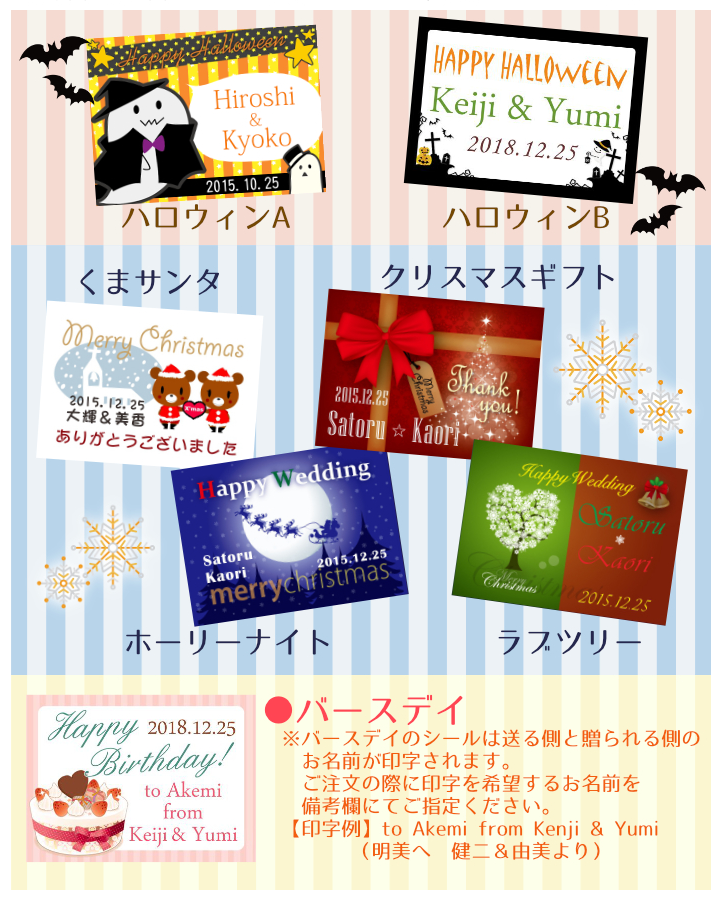 Happy Halloween
Hiroshi
&
Kyoko
2015. 10. 25
ハロウィンA
HAPPY HALLOWEEN
Keiji & Yumi
2018.12.25
ハロウィンB
くまサンタ
Merry Christmas
2015. 12. 25
大輝&美香
X'mas
ありがとうございました
クリスマスギフト
Merry
Christmas
Thank
you!
2015.12.25
Satoru ☆ Kaori
Happy Wedding
Satoru
Kaori
2015.12.25
merrychristmas
ホーリーナイト
Happy Wedding
Satoru
Kaori
Merry
Christmas
2015.12.25
ラブツリー
Happy 2018.12.25
Birthday!
to Akemi
from
Keiji & Yumi
●バースデイ
※バースデイのシールは送る側と贈られる側の
お名前が印字されます。
ご注文の際に印字を希望するお名前を
備考欄にてご指定ください。
【印字例】to Akemi from Kenji & Yumi
(明美へ 健二&由美より)